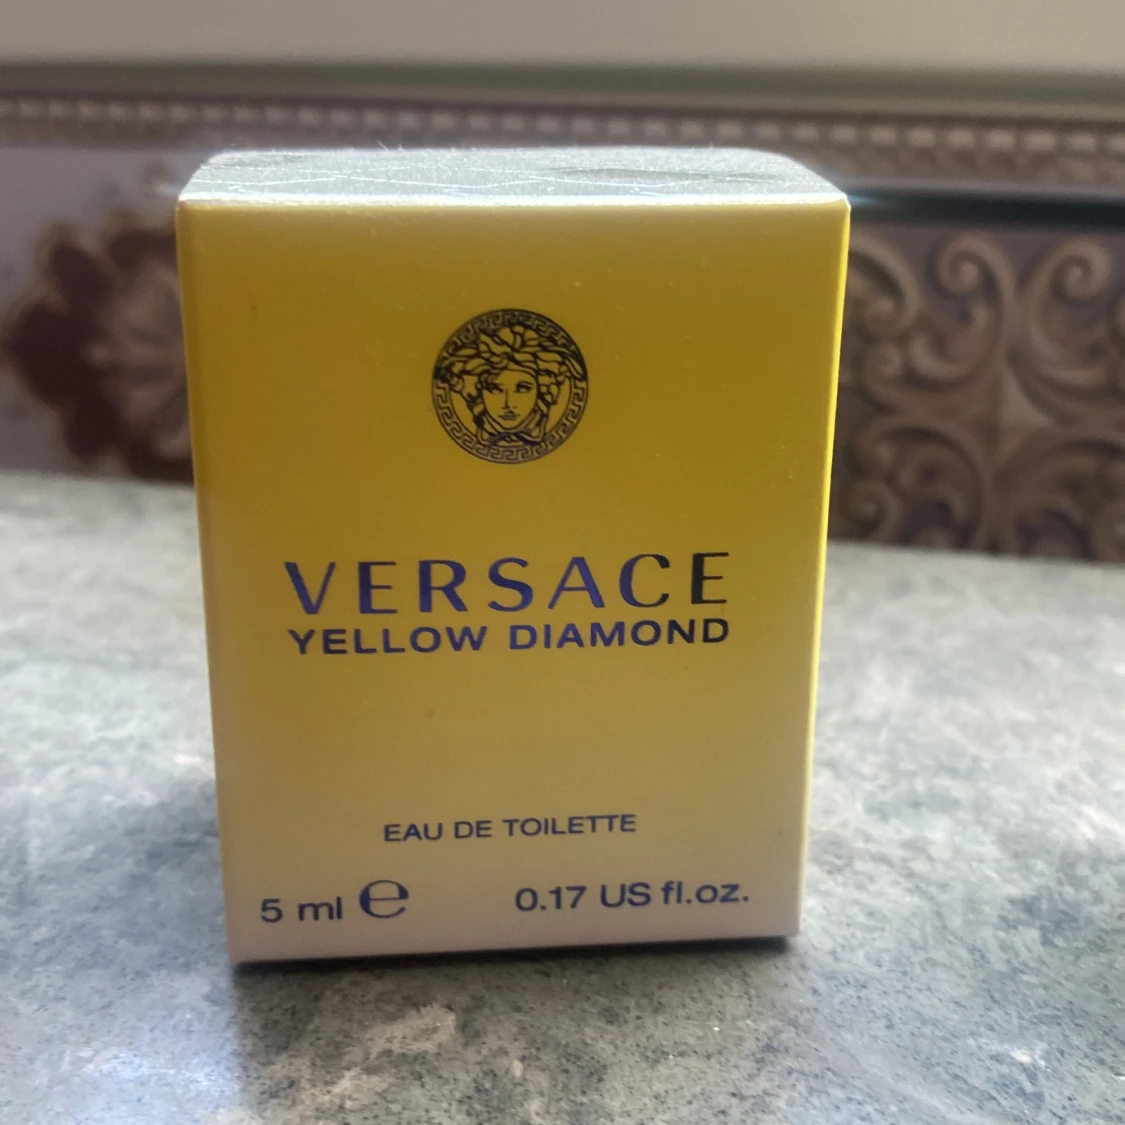 VERSACE
YELLOW DIAMOND
EAU DE TOILETTE
5 ml ℮ 0.17 US fl.oz.